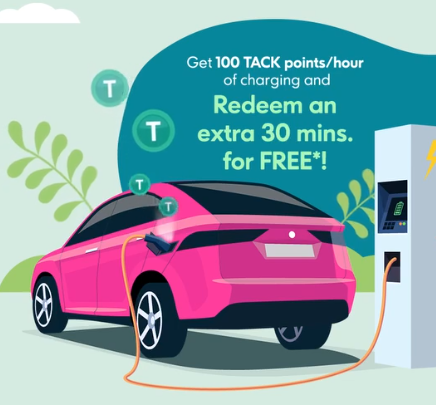 Get 100 TACK points/hour
of charging and
Redeem an
extra 30 mins.
for FREE*!
T
T
T
T